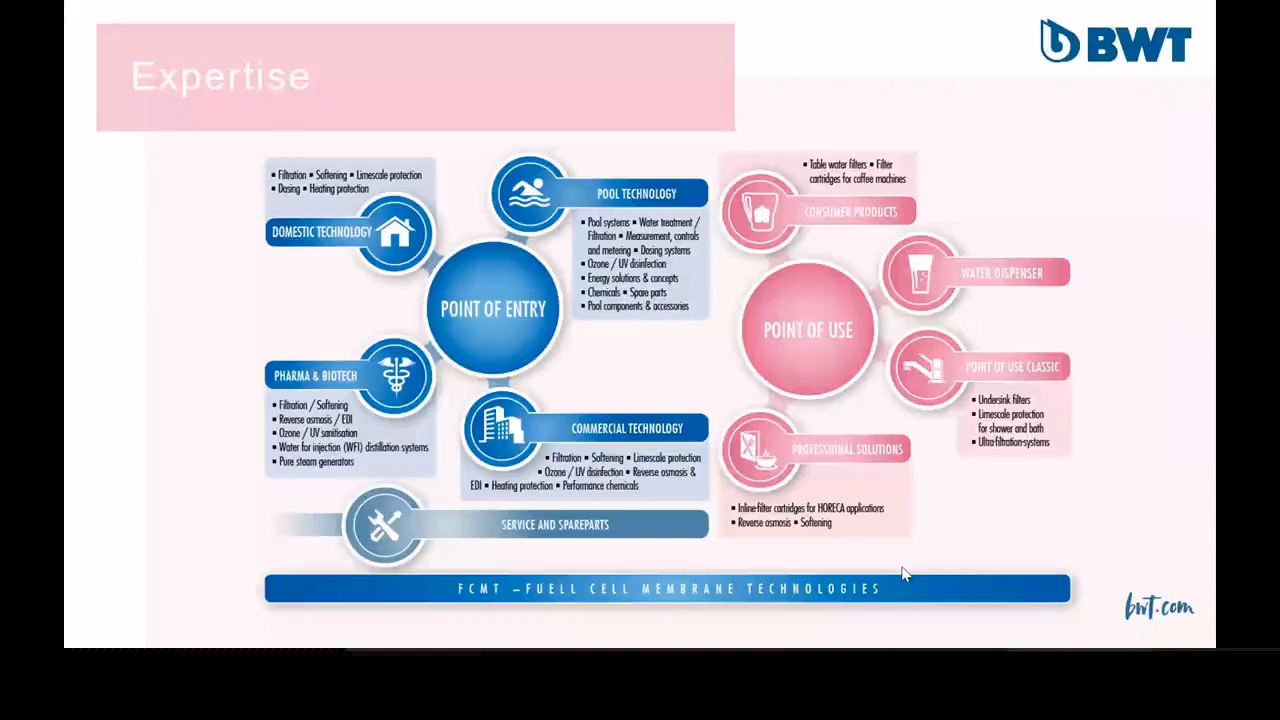 Expertise
BWT
▪ Filtration ▪ Softening ▪ Limescale protection
▪ Dosing ▪ Heating protection
DOMESTIC TECHNOLOGY
POOL TECHNOLOGY
▪ Pool systems ▪ Water treatment /
Filtration ▪ Measurement, controls
and metering ▪ Dosing systems
▪ Ozone / UV disinfection
▪ Energy solutions & concepts
▪ Chemicals ▪ Spare parts
▪ Pool components & accessories
POINT OF ENTRY
PHARMA & BIOTECH
▪ Filtration / Softening
▪ Reverse osmosis / EDI
▪ Ozone / UV sanitisation
▪ Water for injection (WFI) distillation systems
▪ Pure steam generators
COMMERCIAL TECHNOLOGY
▪ Filtration ▪ Softening ▪ Limescale protection
▪ Ozone / UV disinfection ▪ Reverse osmosis &
EDI ▪ Heating protection ▪ Performance chemicals
SERVICE AND SPAREPARTS
▪ Table water filters ▪ Filter
cartridges for coffee machines
CONSUMER PRODUCTS
WATER DISPENSER
POINT OF USE
POINT OF USE CLASSIC
▪ Undersink filters
▪ Limescale protection
for shower and bath
▪ Ultra-filtration-systems
PROFESSIONAL SOLUTIONS
▪ Inline-filter cartridges for HORECA applications
▪ Reverse osmosis ▪ Softening
FCMT –FUELL CELL MEMBRANE TECHNOLOGIES
bwt.com